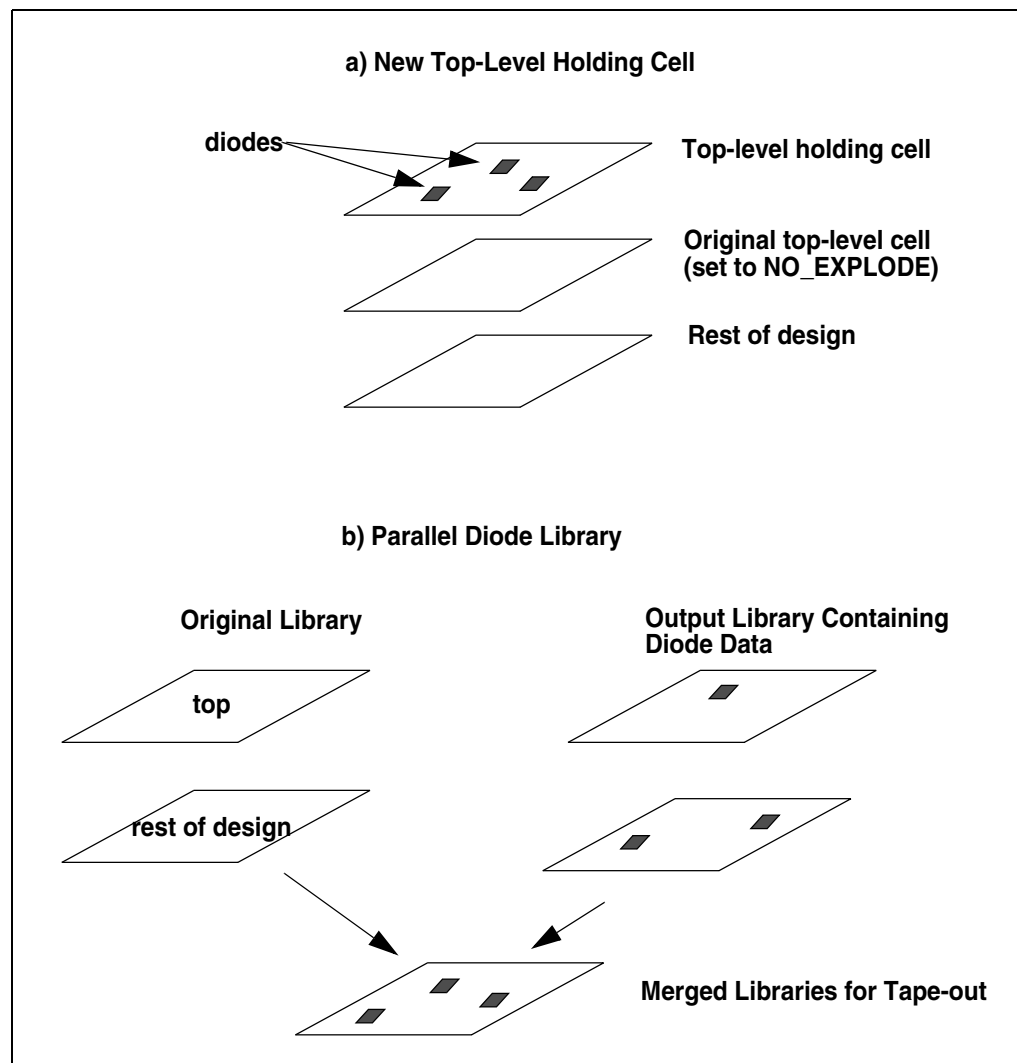 a) New Top-Level Holding Cell
diodes
Top-level holding cell
Original top-level cell
(set to NO_EXPLODE)
Rest of design
b) Parallel Diode Library
Original Library
Output Library Containing
Diode Data
top
rest of design
Merged Libraries for Tape-out